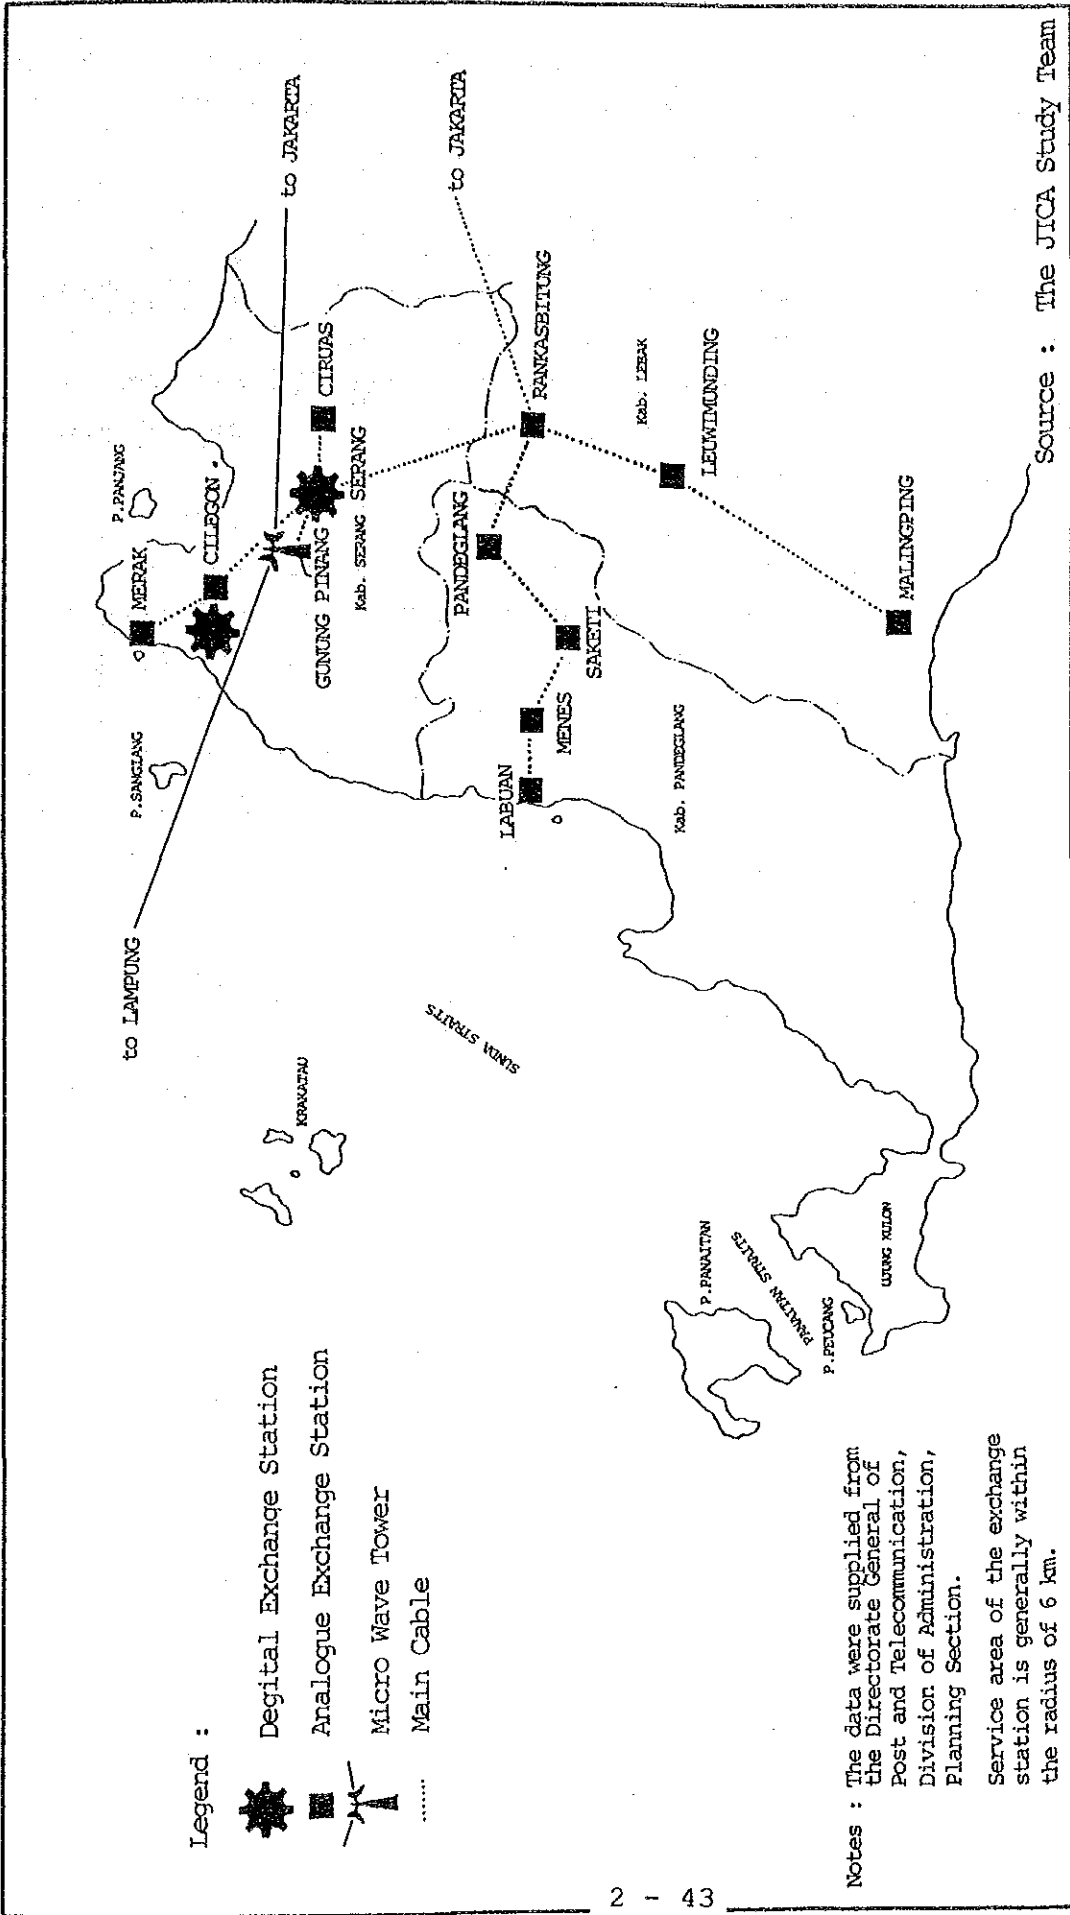 Legend :
Degital Exchange Station
Analogue Exchange Station
Micro Wave Tower
Main Cable
to LAMPUNG
to JAKARTA
to JAKARTA
P.PANJANG
MERAK
CILEGON
P.SANGIANG
CIRUAS
GUNUNG PINANG
SERANG
Kab. SERANG
KRAKATAU
SUNDA STRAITS
PANDEGLANG
RANKASBITUNG
LABUAN
MENES
SAKETI
Kab. LEBAK
LEUWIMUNDING
Kab. PANDEGLANG
MALINGPING
P.PANAITAN
PANAITAN STRAITS
P.PEUCANG
UJUNG KULON
Notes : The data were supplied from
the Directorate General of
Post and Telecommunication,
Division of Administration,
Planning Section.
Service area of the exchange
station is generally within
the radius of 6 km.
Source : The JICA Study Team
2 - 43